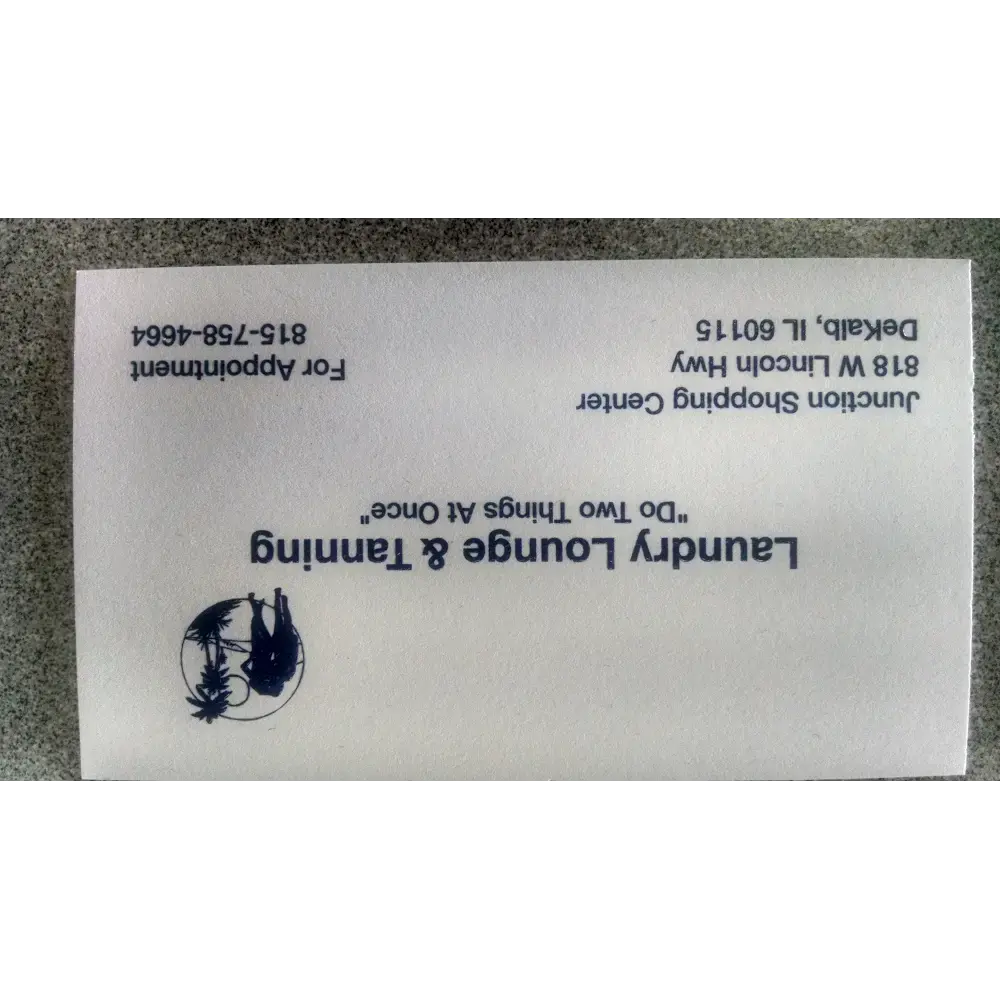 Laundry Lounge & Tanning
"Do Two Things At Once"
Junction Shopping Center
818 W Lincoln Hwy
DeKalb, IL 60115
For Appointment
815-758-4664